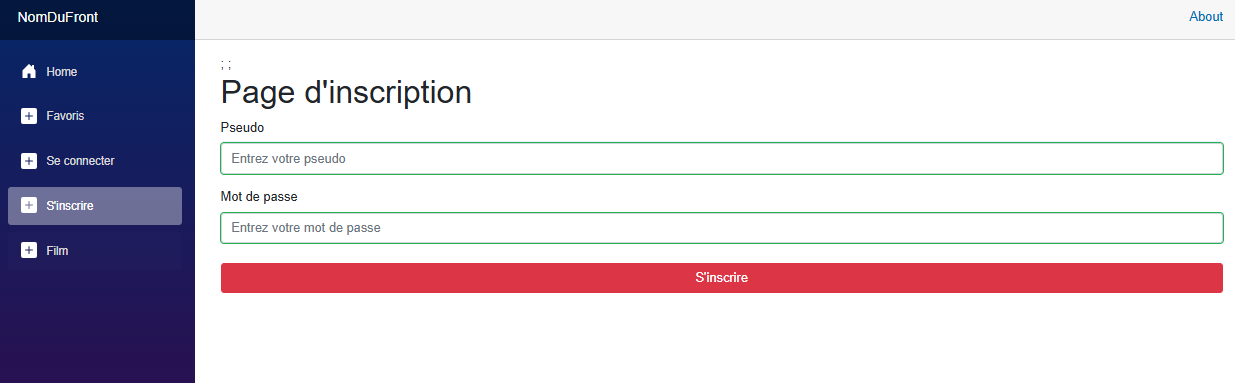 NomDuFront
About
Home
Favoris
Se connecter
S'inscrire
Film
; ;
Page d'inscription
Pseudo
Entrez votre pseudo
Mot de passe
Entrez votre mot de passe
S'inscrire